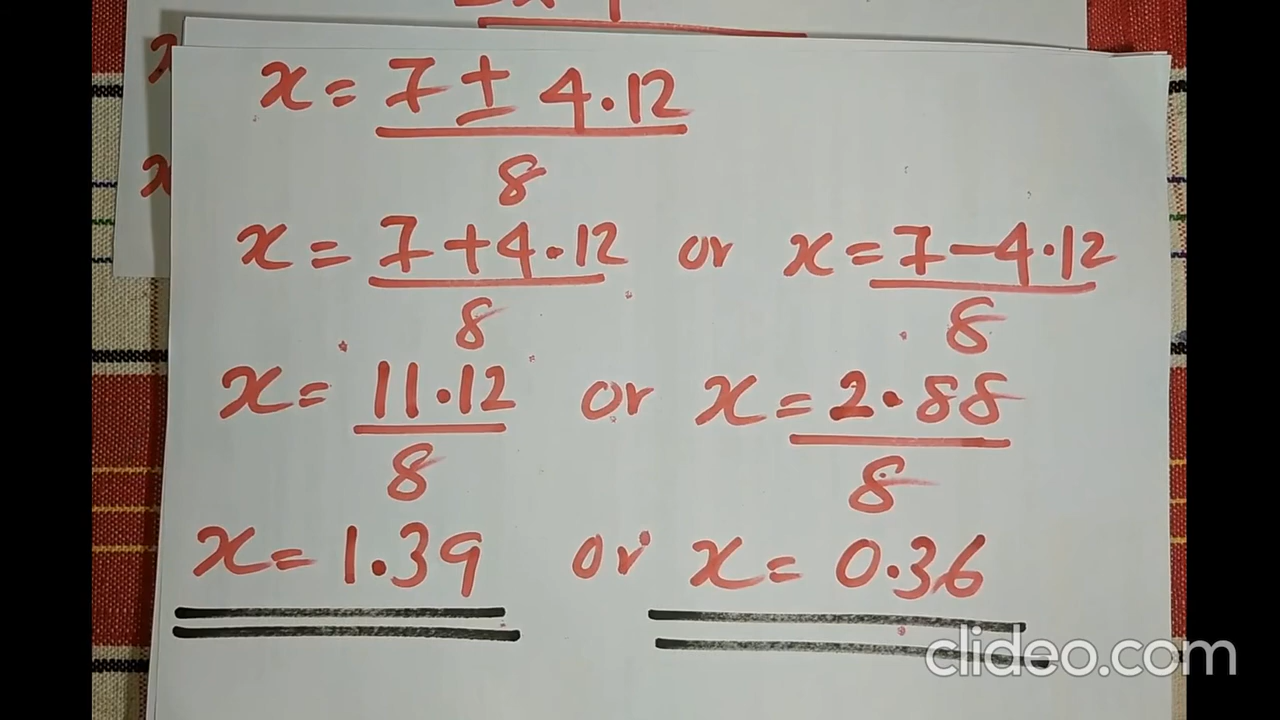 x = 7 ± 4.12
8
x = 7 + 4.12 or x = 7 - 4.12
8 8
x = 11.12 or x = 2.88
8 8
x = 1.39 or x = 0.36
clideo.com